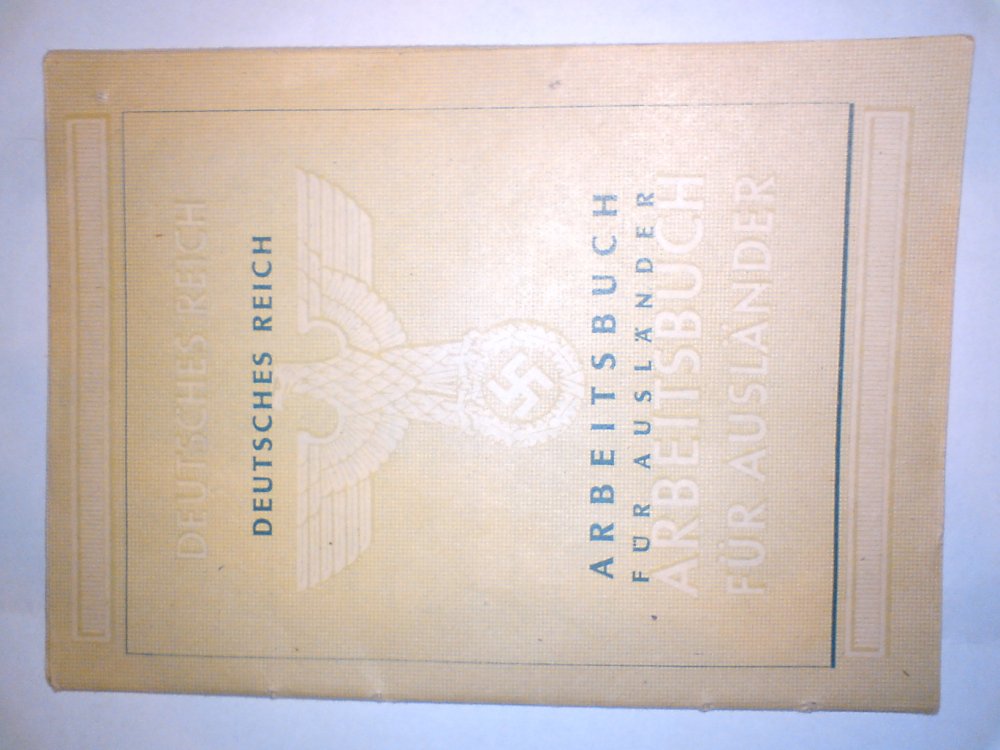 DEUTSCHES REICH
DEUTSCHES REICH
ARBEITSBUCH
FÜR AUSLÄNDER
ARBEITSBUCH
FÜR AUSLÄNDER